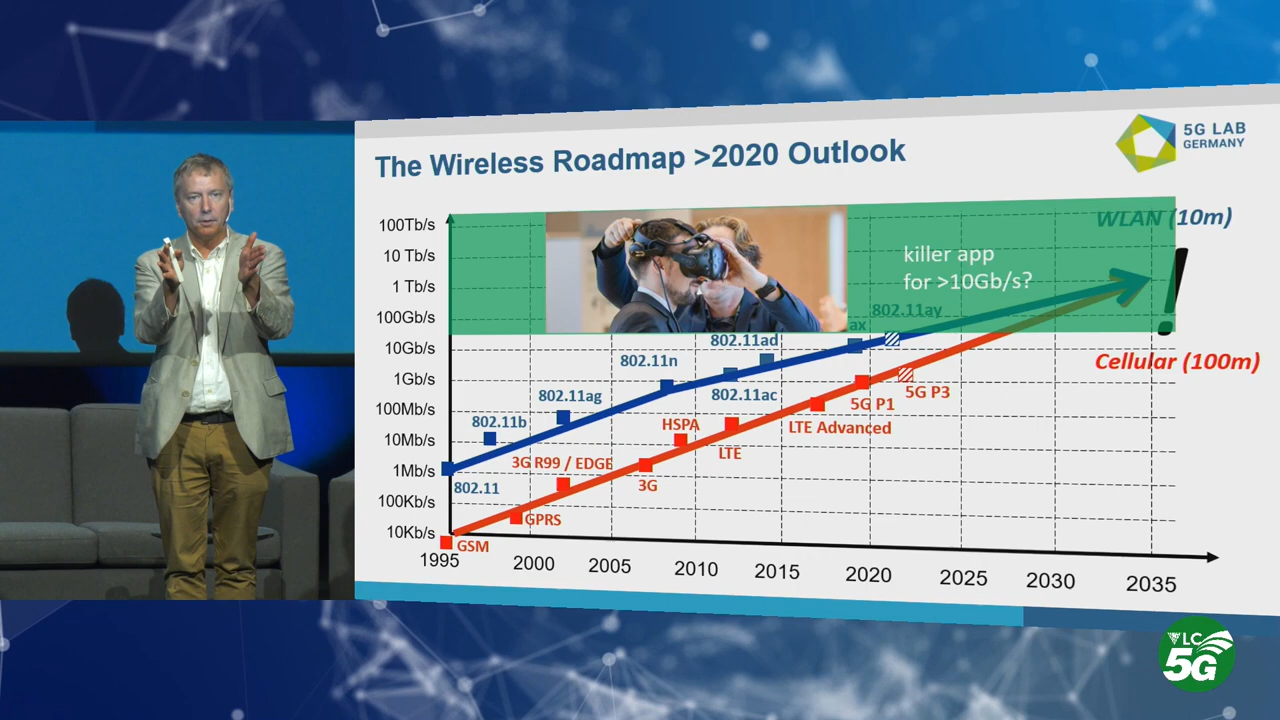 The Wireless Roadmap >2020 Outlook
5G LAB
GERMANY
100Tb/s
10 Tb/s
1 Tb/s
100Gb/s
10Gb/s
1Gb/s
100Mb/s
10Mb/s
1Mb/s
100Kb/s
10Kb/s
WLAN (10m)
killer app
for >10Gb/s?
802.11ay
ax
802.11ad
802.11n
802.11ac
802.11ag
802.11b
802.11
Cellular (100m)
!
5G P3
5G P1
LTE Advanced
HSPA
LTE
3G R99 / EDGE
3G
GPRS
GSM
1995
2000
2005
2010
2015
2020
2025
2030
2035
VLC
5G